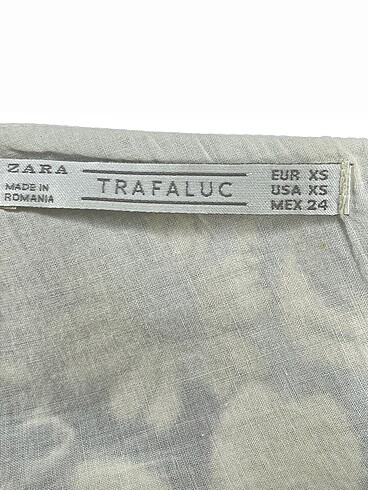 ZARA
MADE IN
ROMANIA
TRAFALUC
EUR XS
USA XS
MEX 24